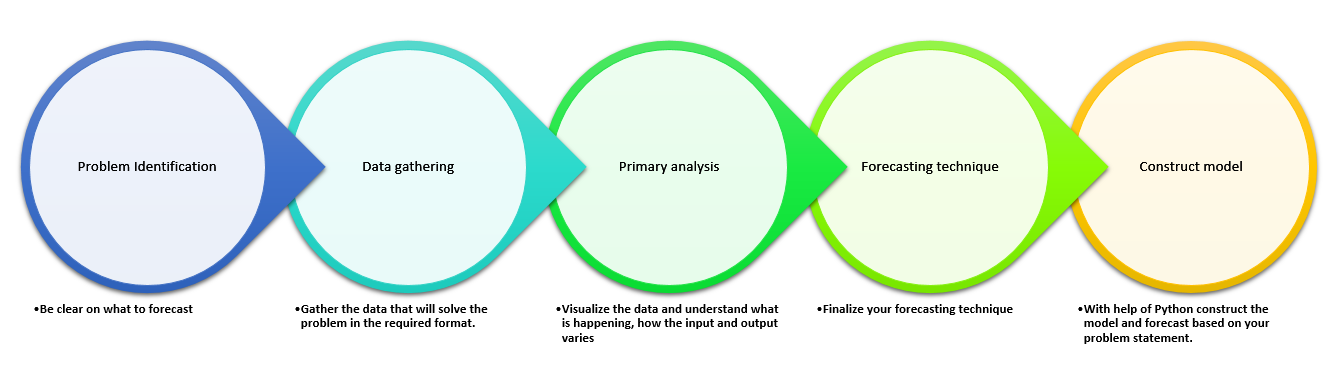 Problem Identification
Data gathering
Primary analysis
Forecasting technique
Construct model
•Be clear on what to forecast
•Gather the data that will solve the
problem in the required format.
•Visualize the data and understand what
is happening, how the input and output
varies
•Finalize your forecasting technique
•With help of Python construct the
model and forecast based on your
problem statement.